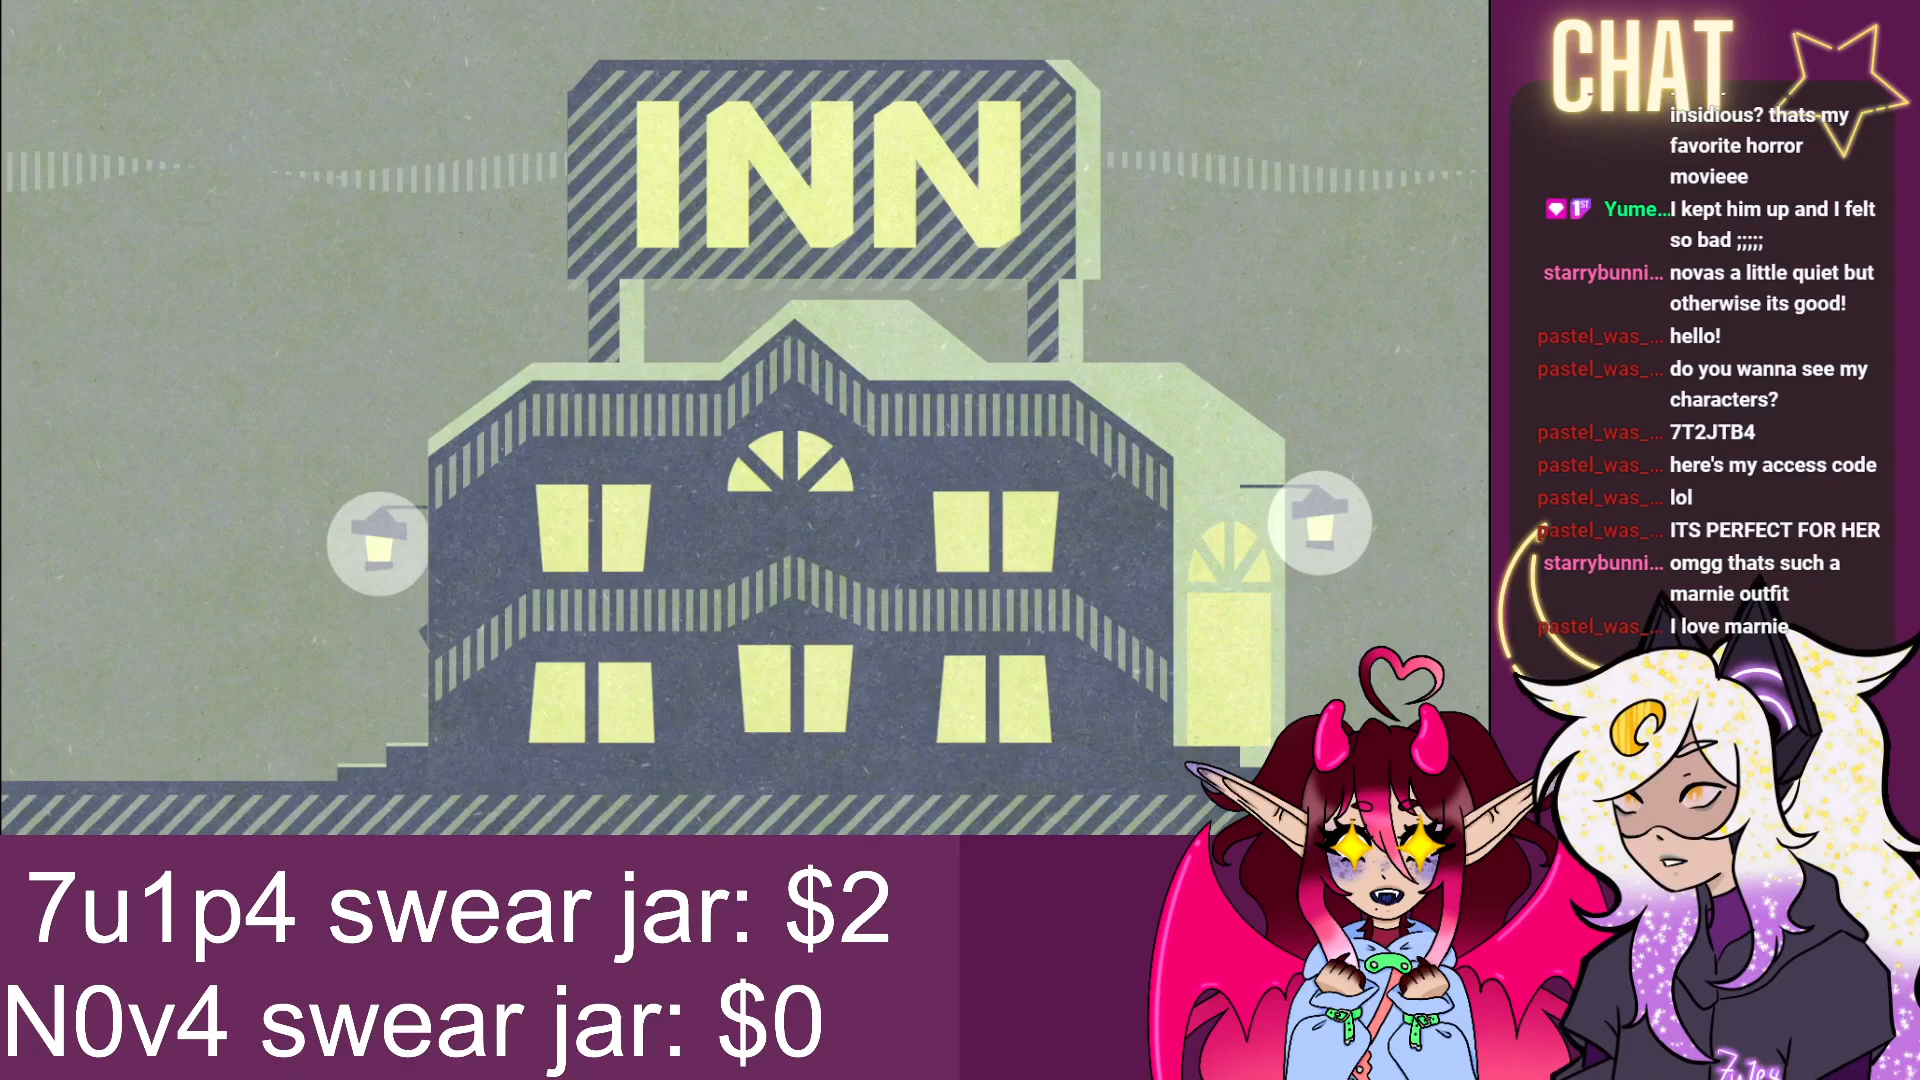 INN
CHAT
insidious? thats my
favorite horror
movieee
1ST Yume... I kept him up and I felt
so bad ;;;;;
starrybunni... novas a little quiet but
otherwise its good!
pastel_was_... hello!
pastel_was_... do you wanna see my
characters?
pastel_was_... 7T2JTB4
pastel_was_... here's my access code
pastel_was_... lol
pastel_was_... ITS PERFECT FOR HER
starrybunni... omgg thats such a
marnie outfit
pastel_was_... I love marnie
7u1p4 swear jar: $2
N0v4 swear jar: $0